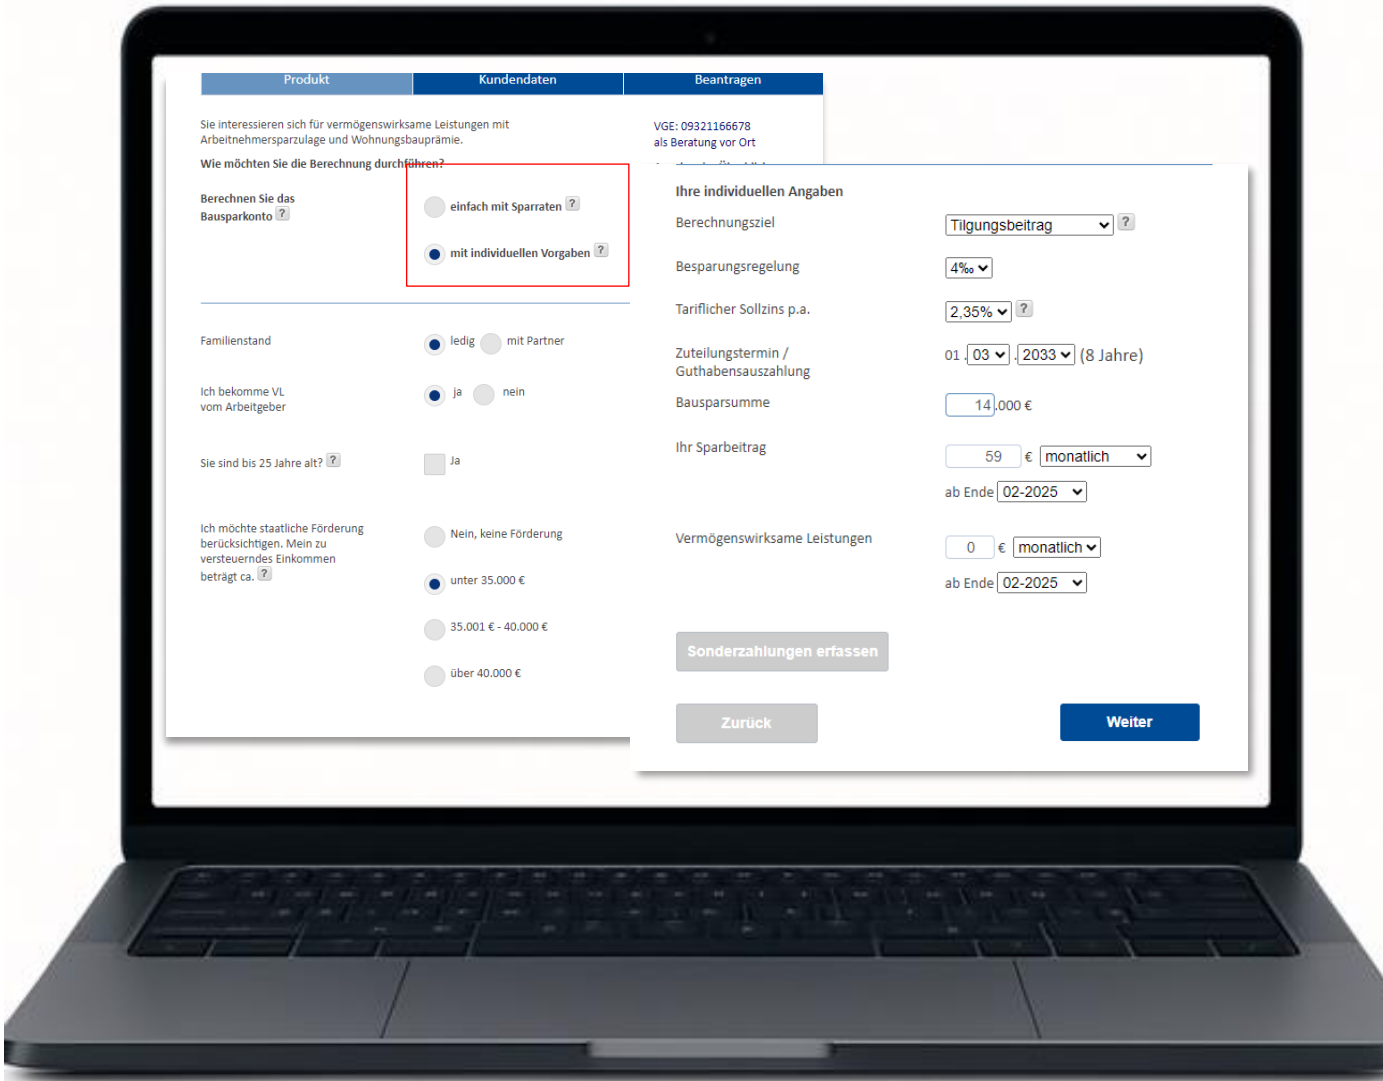 Produkt
Kundendaten
Beantragen
Sie interessieren sich für vermögenswirksame Leistungen mit
Arbeitnehmersparzulage und Wohnungsbauprämie.
Wie möchten Sie die Berechnung durchführen?
VGE: 09321166678
als Beratung vor Ort
Berechnen Sie das
Bausparkonto ?
einfach mit Sparraten ?
mit individuellen Vorgaben ?
Familienstand
ledig
mit Partner
Ich bekomme VL
vom Arbeitgeber
ja
nein
Sie sind bis 25 Jahre alt? ?
Ja
Ich möchte staatliche Förderung
berücksichtigen. Mein zu
versteuerndes Einkommen
beträgt ca. ?
Nein, keine Förderung
unter 35.000 €
35.001 € - 40.000 €
über 40.000 €
Ihre individuellen Angaben
Berechnungsziel
Tilgungsbeitrag ?
Besparungsregelung
4‰
Tariflicher Sollzins p.a.
2,35% ?
Zuteilungstermin /
Guthabensauszahlung
01 . 03 . 2033 (8 Jahre)
Bausparsumme
14 .000 €
Ihr Sparbeitrag
59 € monatlich
ab Ende 02-2025
Vermögenswirksame Leistungen
0 € monatlich
ab Ende 02-2025
Sonderzahlungen erfassen
Zurück
Weiter